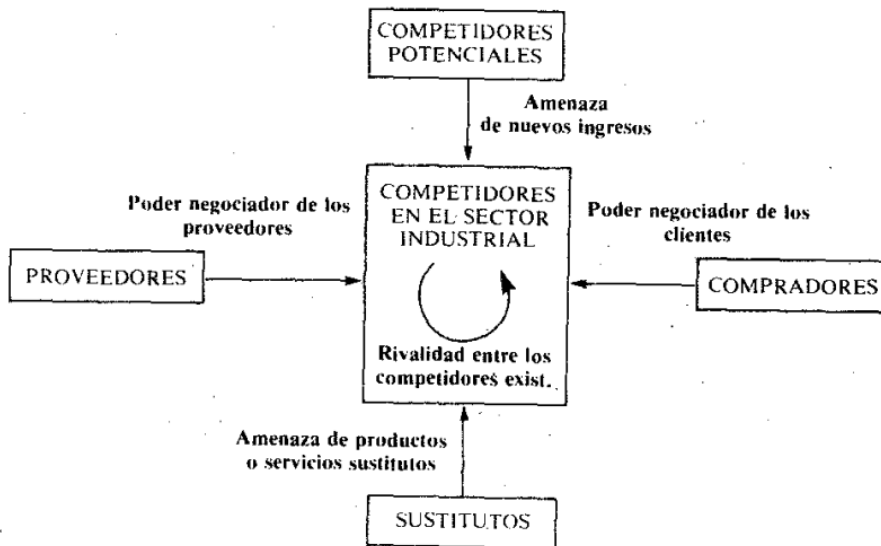 COMPETIDORES
POTENCIALES
Amenaza
de nuevos ingresos
Poder negociador de los
proveedores
PROVEEDORES
COMPETIDORES
EN EL SECTOR
INDUSTRIAL
Rivalidad entre los
competidores exist.
Poder negociador de los
clientes
COMPRADORES
Amenaza de productos
o servicios sustitutos
SUSTITUTOS